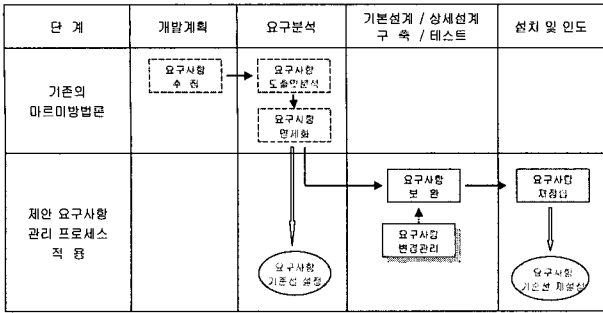 단 계
개발계획
요구분석
기본설계 / 상세설계
구 축 / 테스트
설치 및 인도
기존의
마르미방법론
요구사항
수 집
요구사항
도출및분석
요구사항
명세화
제안 요구사항
관리 프로세스
적 용
요구사항
보 완
요구사항
변경관리
요구사항
기준선 설정
요구사항
재정립
요구사항
기준선 재설정